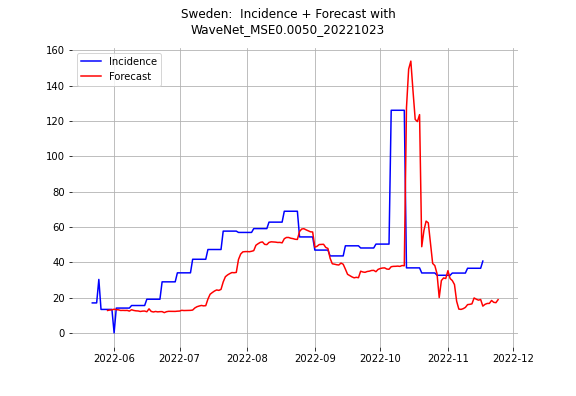 Sweden:  Incidence + Forecast with
WaveNet_MSE0.0050_20221023
Incidence
Forecast
160
140
120
100
80
60
40
20
0
2022-06 2022-07 2022-08 2022-09 2022-10 2022-11 2022-12